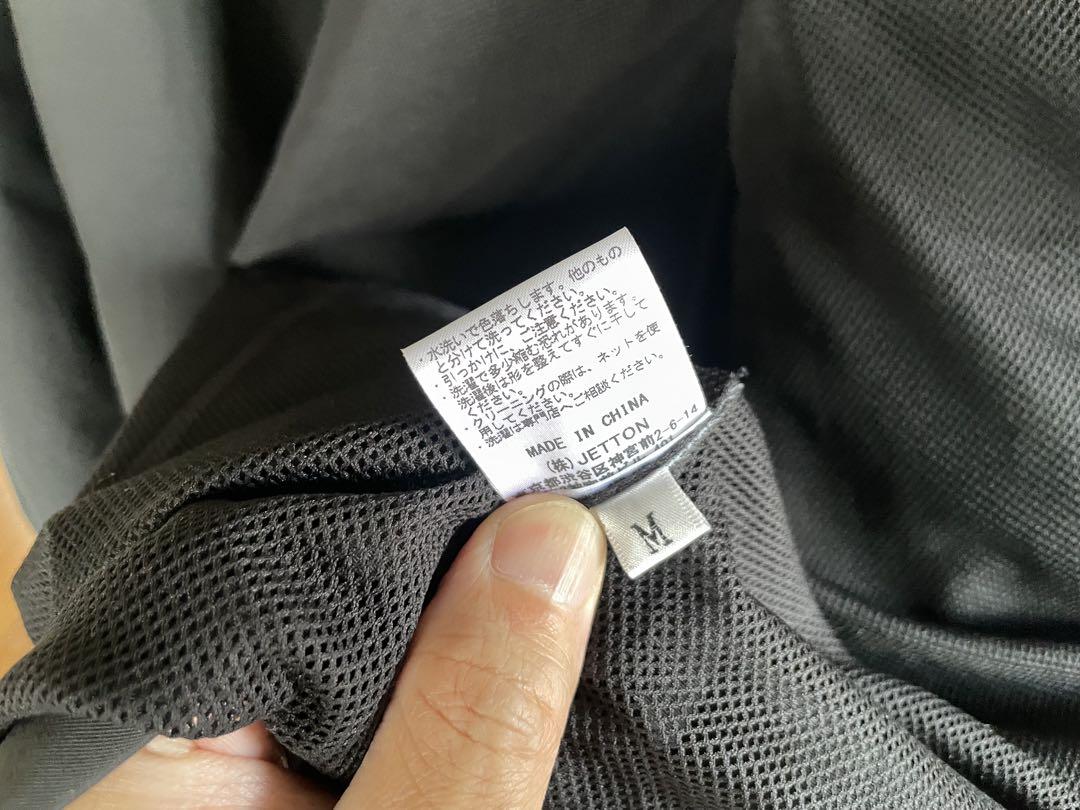 ・水洗いで色落ちします。他のもの
と分けて洗ってください。
・引っかけに、ご注意ください。
・洗濯で多少縮む恐れがあります。
・洗濯後は形を整えてすぐに干して
ください。
・クリーニングの際は、ネットを使
用してください。
・洗濯は専門店へご相談ください。
MADE IN CHINA
(株) JETTON
京都渋谷区神宮前2-6-14
M